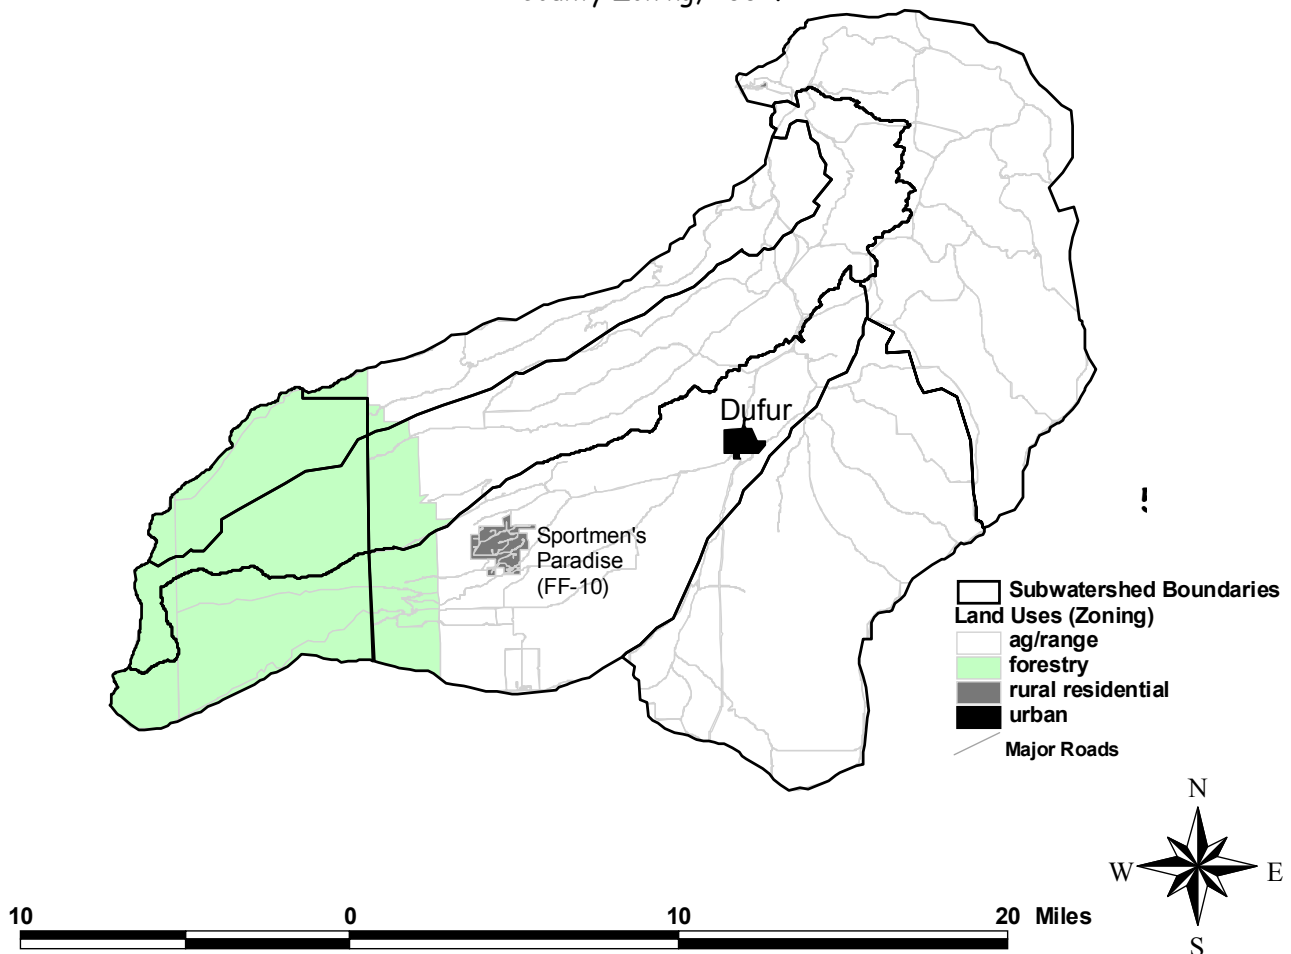 Dufur
Sportmen's
Paradise
(FF-10)
Subwatershed Boundaries
Land Uses (Zoning)
ag/range
forestry
rural residential
urban
Major Roads
N
W E
S
10 0 10 20 Miles